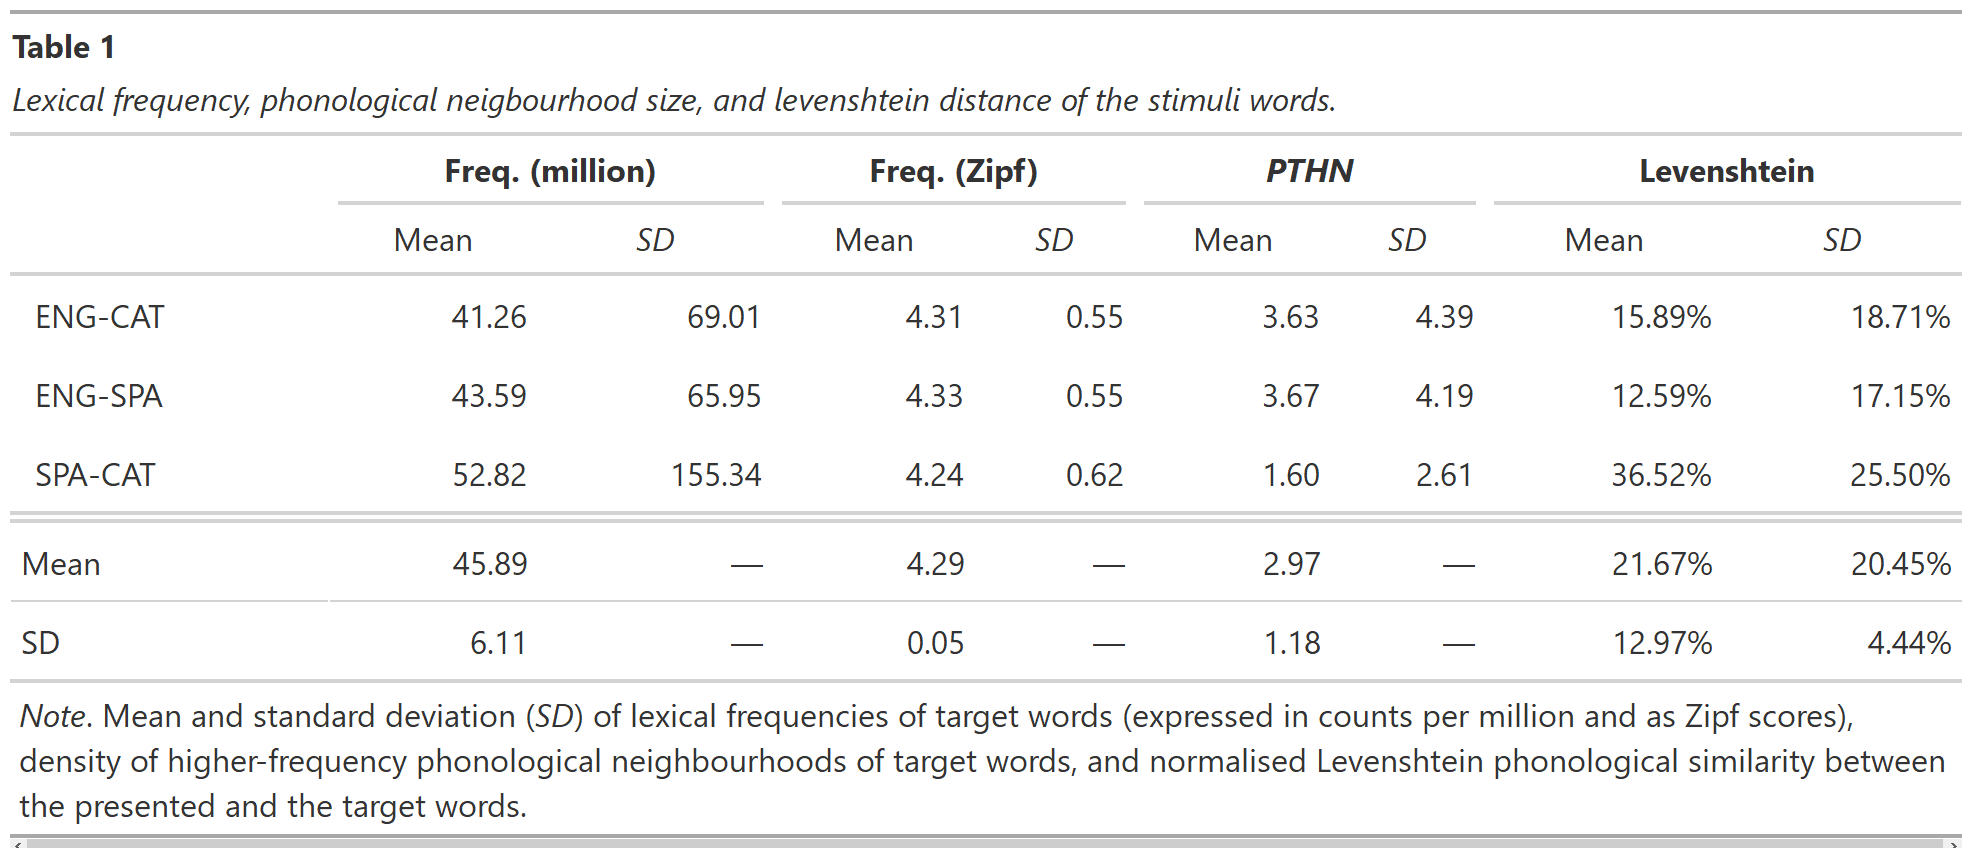 Table 1
Lexical frequency, phonological neigbourhood size, and levenshtein distance of the stimuli words.
Freq. (million) Freq. (Zipf) PTHN Levenshtein
Mean SD Mean SD Mean SD Mean SD
ENG-CAT 41.26 69.01 4.31 0.55 3.63 4.39 15.89% 18.71%
ENG-SPA 43.59 65.95 4.33 0.55 3.67 4.19 12.59% 17.15%
SPA-CAT 52.82 155.34 4.24 0.62 1.60 2.61 36.52% 25.50%
Mean 45.89 — 4.29 — 2.97 — 21.67% 20.45%
SD 6.11 — 0.05 — 1.18 — 12.97% 4.44%
Note. Mean and standard deviation (SD) of lexical frequencies of target words (expressed in counts per million and as Zipf scores),
density of higher-frequency phonological neighbourhoods of target words, and normalised Levenshtein phonological similarity between
the presented and the target words.